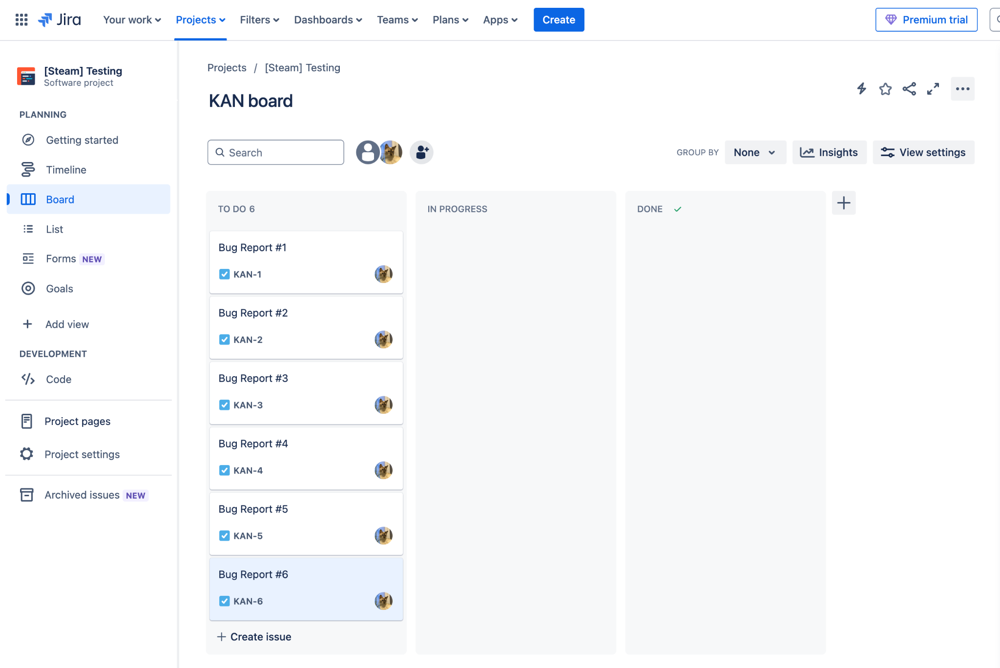 Jira
Your work
Projects
Filters
Dashboards
Teams
Plans
Apps
Create
Premium trial
[Steam] Testing
Software project
PLANNING
Getting started
Timeline
Board
List
Forms NEW
Goals
Add view
DEVELOPMENT
Code
Project pages
Project settings
Archived issues NEW
Projects / [Steam] Testing
KAN board
Search
GROUP BY
None
Insights
View settings
TO DO 6
Bug Report #1
KAN-1
Bug Report #2
KAN-2
Bug Report #3
KAN-3
Bug Report #4
KAN-4
Bug Report #5
KAN-5
Bug Report #6
KAN-6
Create issue
IN PROGRESS
DONE